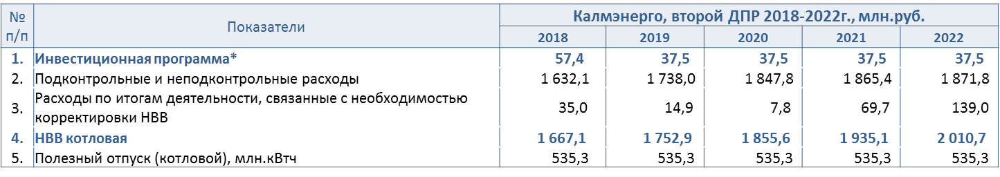 № п/п Показатели Калмэнерго, второй ДПР 2018-2022г., млн.руб.
2018 2019 2020 2021 2022
1. Инвестиционная программа* 57,4 37,5 37,5 37,5 37,5
2. Подконтрольные и неподконтрольные расходы 1 632,1 1 738,0 1 847,8 1 865,4 1 871,8
3. Расходы по итогам деятельности, связанные с необходимостью
корректировки НВВ 35,0 14,9 7,8 69,7 139,0
4. НВВ котловая 1 667,1 1 752,9 1 855,6 1 935,1 2 010,7
5. Полезный отпуск (котловой), млн.кВтч 535,3 535,3 535,3 535,3 535,3